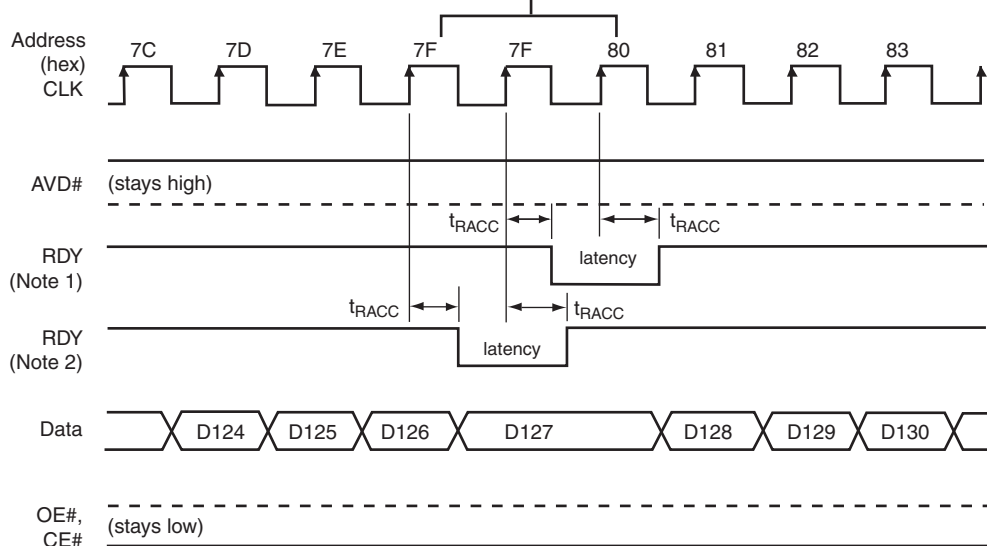 Address
(hex)
CLK
7C 7D 7E 7F 7F 80 81 82 83
AVD# (stays high)
tRACC tRACC
RDY
(Note 1)
latency
tRACC tRACC
RDY
(Note 2)
latency
Data D124 D125 D126 D127 D128 D129 D130
OE#,
CE#
(stays low)